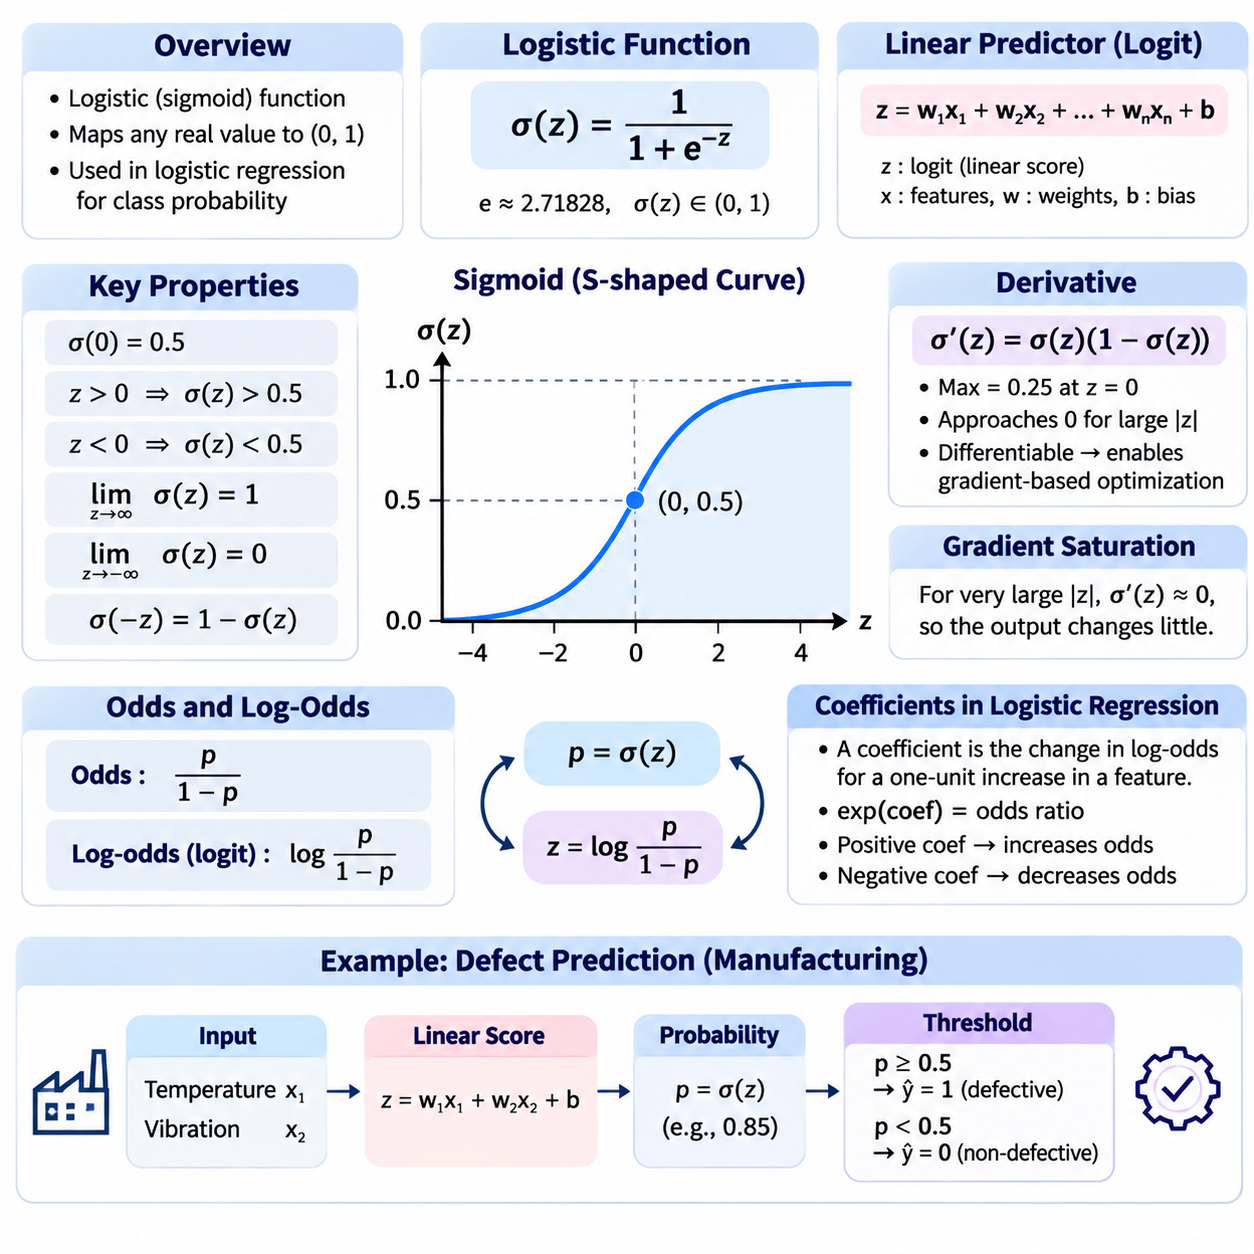 Overview
• Logistic (sigmoid) function
• Maps any real value to (0, 1)
• Used in logistic regression
for class probability
Logistic Function
σ(z) = 1 / (1 + e^{−z})
e ≈ 2.71828, σ(z) ∈ (0, 1)
Linear Predictor (Logit)
z = w₁x₁ + w₂x₂ + ... + wₙxₙ + b
z : logit (linear score)
x : features, w : weights, b : bias
Key Properties
σ(0) = 0.5
z > 0 ⇒ σ(z) > 0.5
z < 0 ⇒ σ(z) < 0.5
lim z→∞ σ(z) = 1
lim z→−∞ σ(z) = 0
σ(−z) = 1 − σ(z)
Sigmoid (S-shaped Curve)
σ(z)
1.0
0.5
(0, 0.5)
0.0
z
−4 −2 0 2 4
Derivative
σ′(z) = σ(z)(1 − σ(z))
• Max = 0.25 at z = 0
• Approaches 0 for large |z|
• Differentiable → enables
gradient-based optimization
Gradient Saturation
For very large |z|, σ′(z) ≈ 0,
so the output changes little.
Odds and Log-Odds
Odds : p / (1 − p)
Log-odds (logit) : log p / (1 − p)
p = σ(z)
z = log p / (1 − p)
Coefficients in Logistic Regression
• A coefficient is the change in log-odds
for a one-unit increase in a feature.
• exp(coef) = odds ratio
• Positive coef → increases odds
• Negative coef → decreases odds
Example: Defect Prediction (Manufacturing)
Input
Temperature x₁
Vibration x₂
Linear Score
z = w₁x₁ + w₂x₂ + b
Probability
p = σ(z)
(e.g., 0.85)
Threshold
p ≥ 0.5
→ ŷ = 1 (defective)
p < 0.5
→ ŷ = 0 (non-defective)